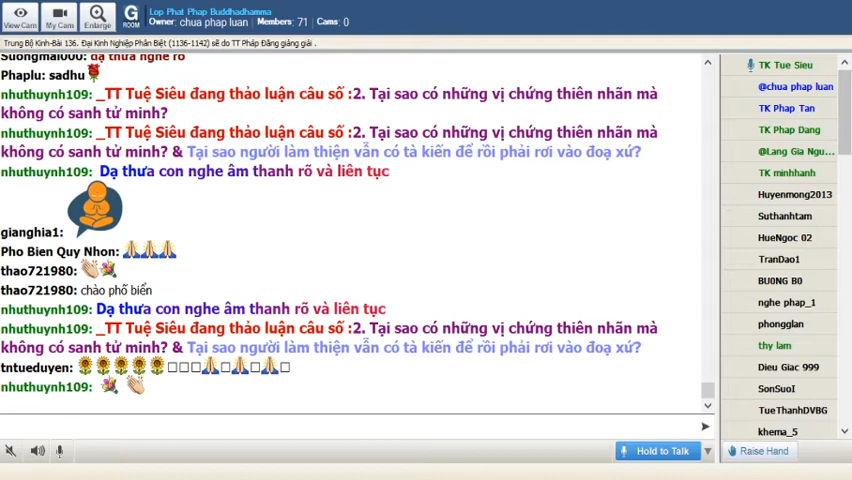 View Cam
My Cam
Enlarge
G
ROOM
Lop Phat Phap Buddhadhamma
Owner: chua phap luan Members: 71 Cams: 0
Trung Bộ Kinh-Bài 136. Đại Kinh Nghiệp Phân Biệt (1136-1142) sẽ do TT Pháp Đăng giảng giải .
Suongmai000: dạ thưa nghe rõ
Phaplu: sadhu
nhuthuynh109: _TT Tuệ Siêu đang thảo luận câu số :2. Tại sao có những vị chứng thiên nhãn mà
không có sanh tử minh?
nhuthuynh109: _TT Tuệ Siêu đang thảo luận câu số :2. Tại sao có những vị chứng thiên nhãn mà
không có sanh tử minh? & Tại sao người làm thiện vẫn có tà kiến để rồi phải rơi vào đoạ xứ?
nhuthuynh109: Dạ thưa con nghe âm thanh rõ và liên tục
gianghia1:
Pho Bien Quy Nhon:
thao721980:
thao721980: chào phố biển
nhuthuynh109: Dạ thưa con nghe âm thanh rõ và liên tục
nhuthuynh109: _TT Tuệ Siêu đang thảo luận câu số :2. Tại sao có những vị chứng thiên nhãn mà
không có sanh tử minh? & Tại sao người làm thiện vẫn có tà kiến để rồi phải rơi vào đoạ xứ?
tntueduyen:
nhuthuynh109:
Hold to Talk
TK Tue Sieu
@chua phap luan
TK Phap Tan
TK Phap Dang
@Lang Gia Ngu...
TK minhhanh
Huyenmong2013
Suthanhtam
HueNgoc 02
TranDao1
BU0NG B0
nghe phap_1
phongglan
thy lam
Dieu Giac 999
SonSuoI
TueThanhDVBG
khema_5
Raise Hand